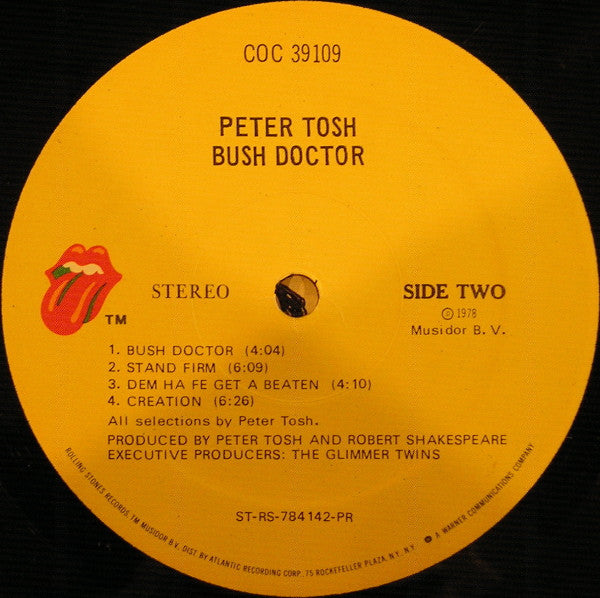 COC 39109
PETER TOSH
BUSH DOCTOR
STEREO
SIDE TWO
Ⓟ 1978
Musidor B. V.
TM
1. BUSH DOCTOR (4:04)
2. STAND FIRM (6:09)
3. DEM HA FE GET A BEATEN (4:10)
4. CREATION (6:26)
All selections by Peter Tosh.
PRODUCED BY PETER TOSH AND ROBERT SHAKESPEARE
EXECUTIVE PRODUCERS: THE GLIMMER TWINS
ST-RS-784142-PR
ROLLING STONES RECORDS, TM MUSIDOR B.V. DIST BY ATLANTIC RECORDING CORP., 75 ROCKEFELLER PLAZA, N.Y., N.Y. A WARNER COMMUNICATIONS COMPANY